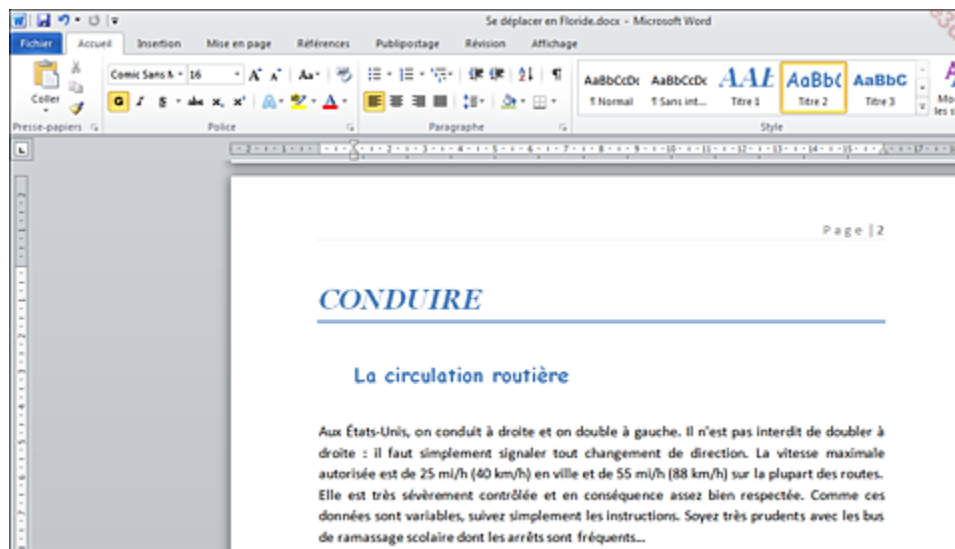 Se déplacer en Floride.docx - Microsoft Word
Fichier Accueil Insertion Mise en page Références Publipostage Révision Affichage
Comic Sans M 16 Aa
AaBbCcDc AaBbCcDc AAE AaBb( AaBbC
Coller G I S abc x, x² A
¶ Normal ¶ Sans int... Titre 1 Titre 2 Titre 3
Presse-papiers Police Paragraphe Style
Page | 2
CONDUIRE
La circulation routière
Aux États-Unis, on conduit à droite et on double à gauche. Il n'est pas interdit de doubler à
droite : il faut simplement signaler tout changement de direction. La vitesse maximale
autorisée est de 25 mi/h (40 km/h) en ville et de 55 mi/h (88 km/h) sur la plupart des routes.
Elle est très sévèrement contrôlée et en conséquence assez bien respectée. Comme ces
données sont variables, suivez simplement les instructions. Soyez très prudents avec les bus
de ramassage scolaire dont les arrêts sont fréquents...